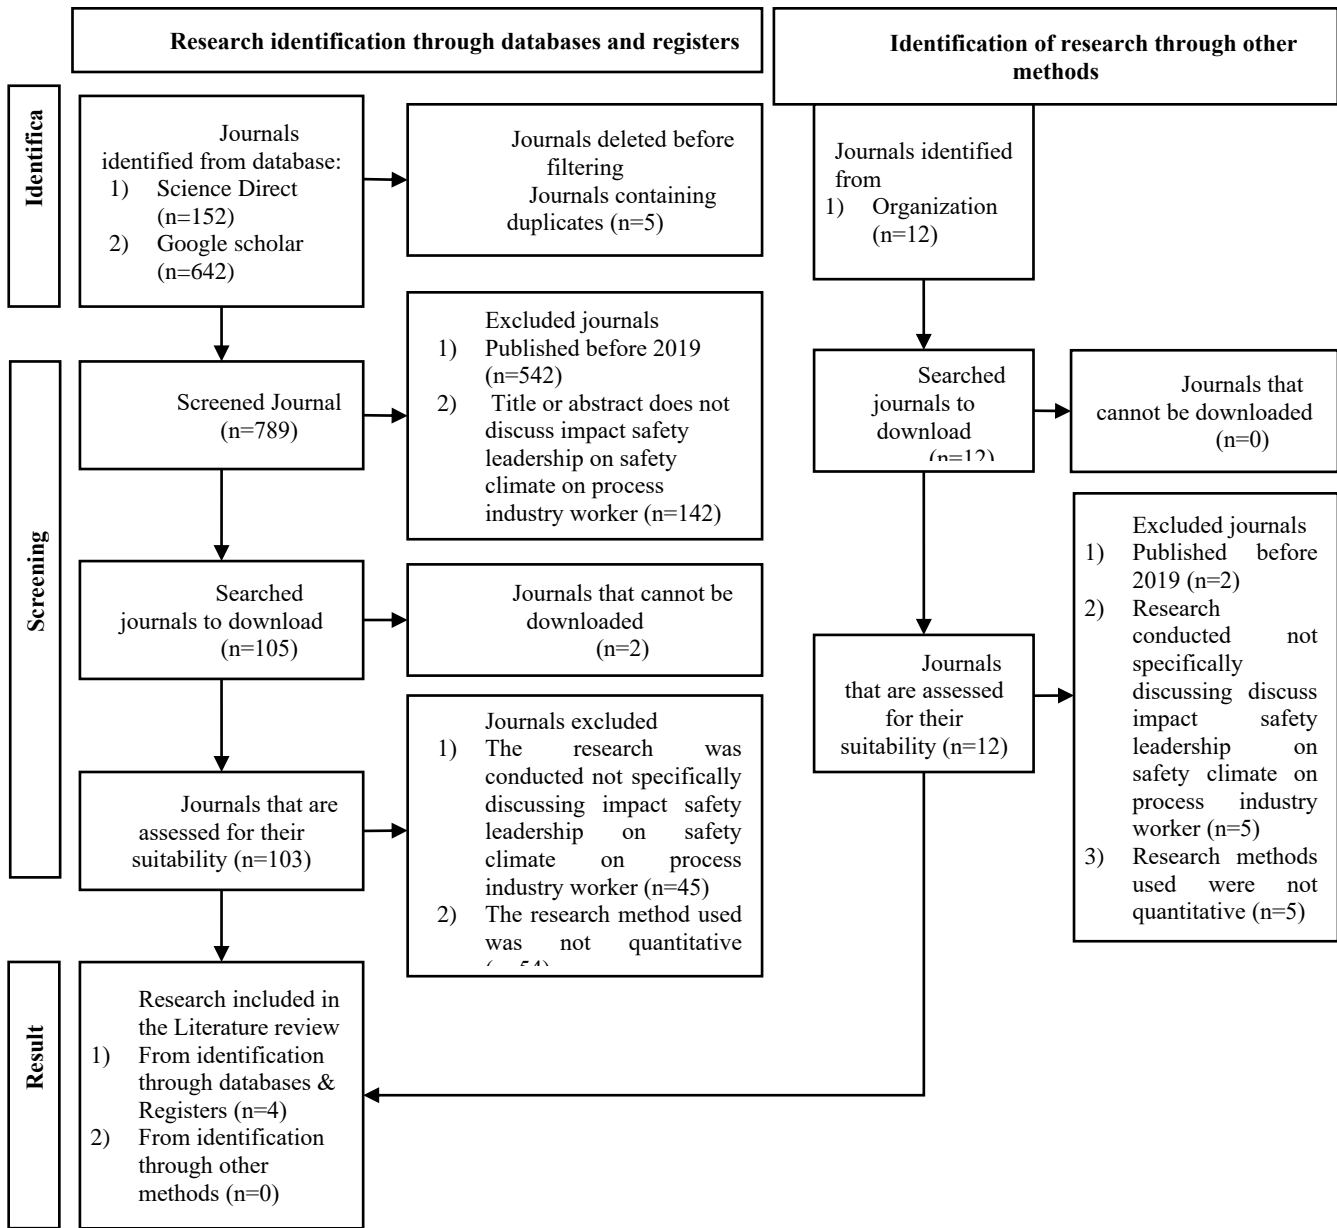 Research identification through databases and registers
Identification of research through other
methods
Identifica
Journals
identified from database:
1) Science Direct
(n=152)
2) Google scholar
(n=642)
Journals deleted before
filtering
Journals containing
duplicates (n=5)
Journals identified
from
1) Organization
(n=12)
Screening
Screened Journal
(n=789)
Excluded journals
1) Published before 2019
(n=542)
2) Title or abstract does not
discuss impact safety
leadership on safety
climate on process
industry worker (n=142)
Searched
journals to
download
(n=12)
Journals that
cannot be downloaded
(n=0)
Searched
journals to download
(n=105)
Journals that cannot be
downloaded
(n=2)
Journals
that are assessed
for their
suitability (n=12)
Excluded journals
1) Published before
2019 (n=2)
2) Research
conducted not
specifically
discussing discuss
impact safety
leadership on
safety climate on
process industry
worker (n=5)
3) Research methods
used were not
quantitative (n=5)
Journals that are
assessed for their
suitability (n=103)
Journals excluded
1) The research was
conducted not specifically
discussing impact safety
leadership on safety
climate on process
industry worker (n=45)
2) The research method used
was not quantitative
(n=54)
Result
Research included in
the Literature review
1) From identification
through databases &
Registers (n=4)
2) From identification
through other
methods (n=0)